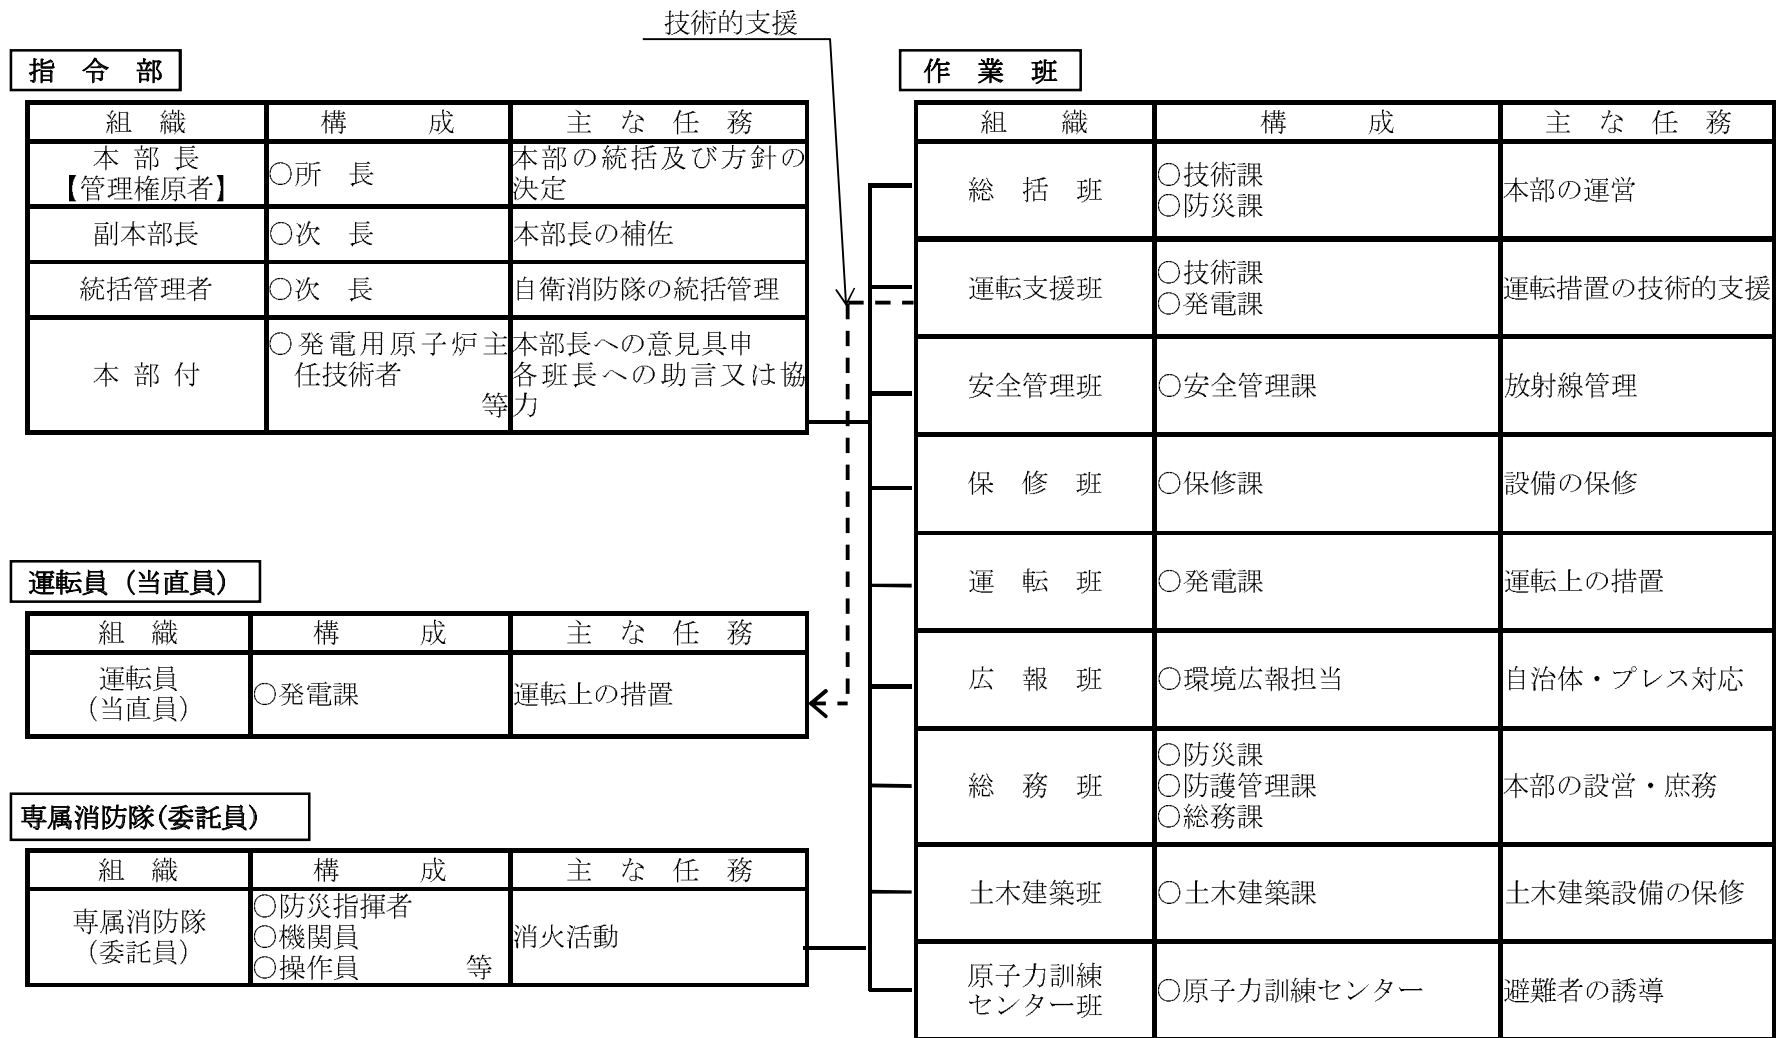 技術的支援
指　令　部
組　織　構　　　成　主　な　任　務
本 部 長
【管理権原者】
○所　長
本部の統括及び方針の
決定
副本部長
○次　長
本部長の補佐
統括管理者
○次　長
自衛消防隊の統括管理
本 部 付
○発電用原子炉主
任技術者
等
本部長への意見具申
各班長への助言又は協
力
運転員（当直員）
組　織　構　　　成　主　な　任　務
運転員
（当直員）
○発電課
運転上の措置
専属消防隊（委託員）
組　織　構　　　成　主　な　任　務
専属消防隊
（委託員）
○防災指揮者
○機関員
○操作員　　　　等
消火活動
作　業　班
組　　織　構　　　成　主　な　任　務
総　括　班
○技術課
○防災課
本部の運営
運転支援班
○技術課
○発電課
運転措置の技術的支援
安全管理班
○安全管理課
放射線管理
保　修　班
○保修課
設備の保修
運　転　班
○発電課
運転上の措置
広　報　班
○環境広報担当
自治体・プレス対応
総　務　班
○防災課
○防護管理課
○総務課
本部の設営・庶務
土木建築班
○土木建築課
土木建築設備の保修
原子力訓練
センター班
○原子力訓練センター
避難者の誘導